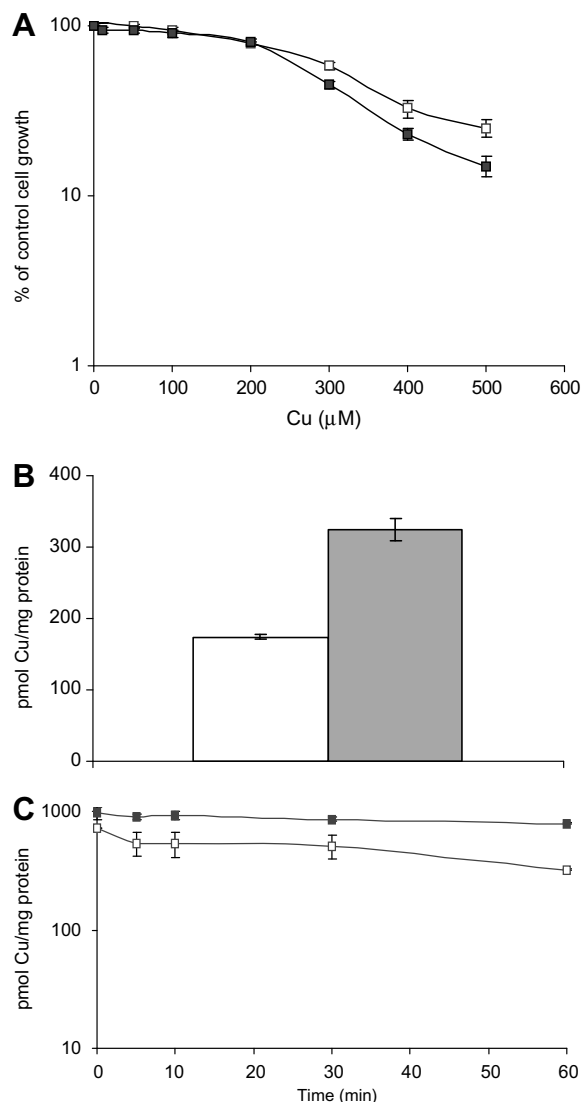 A
% of control cell growth
100
10
1
0 100 200 300 400 500 600
Cu (μM)
B
pmol Cu/mg protein
400
300
200
100
0
C
pmol Cu/mg protein
1000
100
10
0 10 20 30 40 50 60
Time (min)